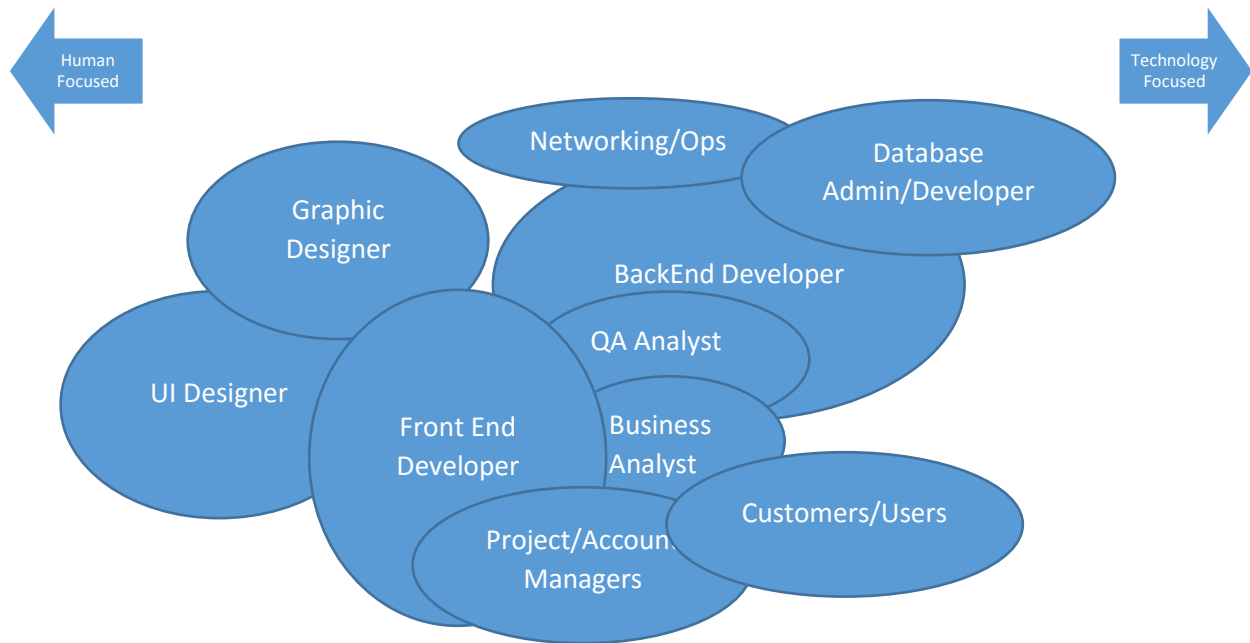 Human
Focused
Technology
Focused
Networking/Ops
Database
Admin/Developer
Graphic
Designer
BackEnd Developer
QA Analyst
UI Designer
Front End
Developer
Business
Analyst
Customers/Users
Project/Account
Managers